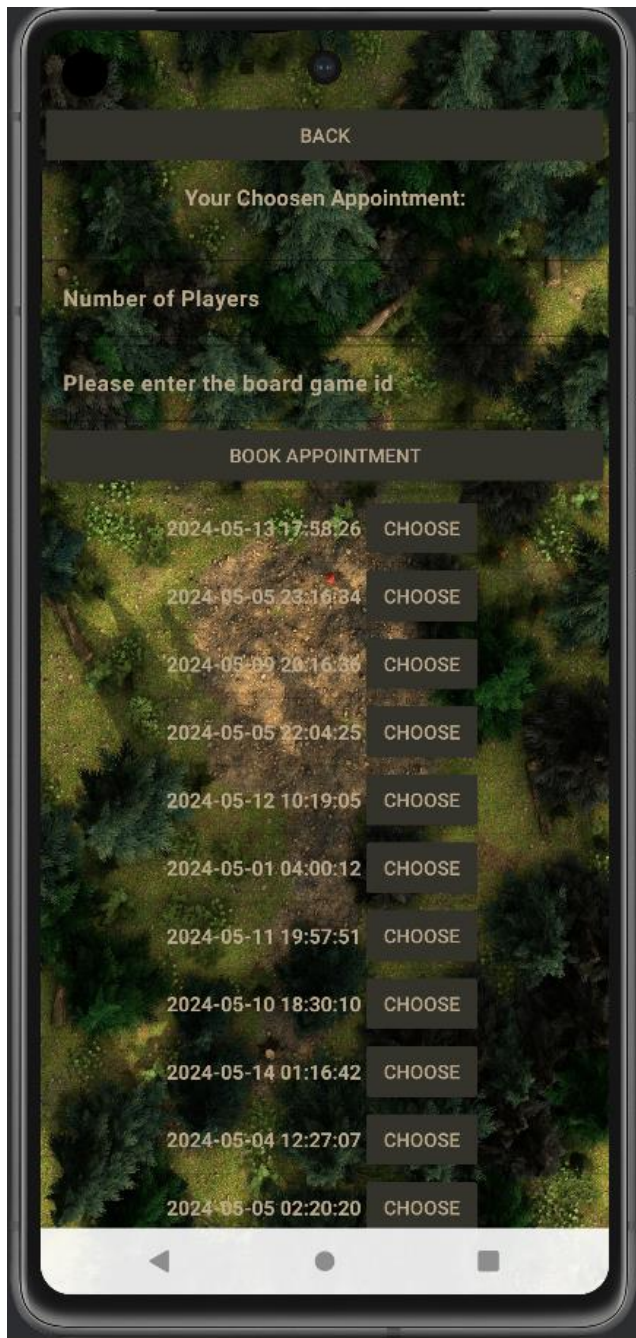 BACK
Your Choosen Appointment:
Number of Players
Please enter the board game id
BOOK APPOINTMENT
2024-05-13 17:58:26 CHOOSE
2024-05-05 23:16:34 CHOOSE
2024-05-09 20:16:36 CHOOSE
2024-05-05 22:04:25 CHOOSE
2024-05-12 10:19:05 CHOOSE
2024-05-01 04:00:12 CHOOSE
2024-05-11 19:57:51 CHOOSE
2024-05-10 18:30:10 CHOOSE
2024-05-14 01:16:42 CHOOSE
2024-05-04 12:27:07 CHOOSE
2024-05-05 02:20:20 CHOOSE